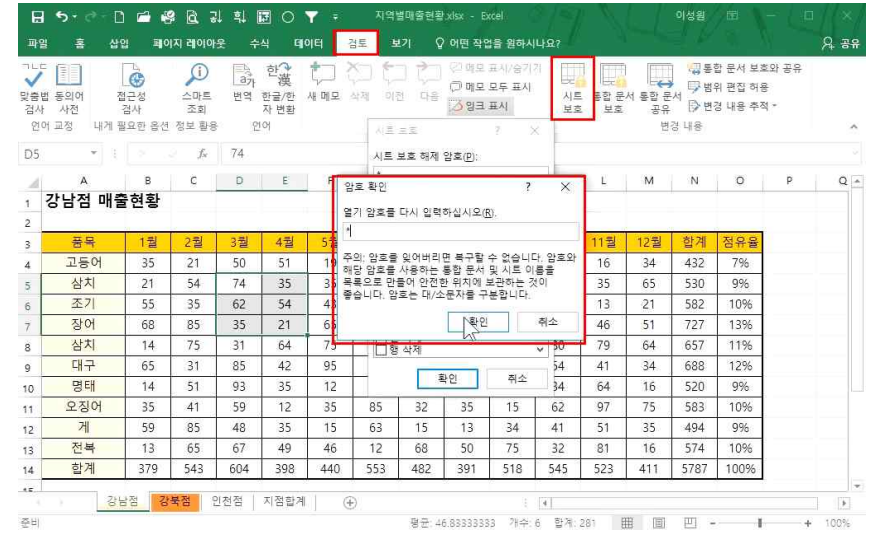 지역별매출현황.xlsx - Excel 이성원
파일 홈 삽입 페이지 레이아웃 수식 데이터 검토 보기 어떤 작업을 원하시나요? 공유
맞춤법 검사 동의어 사전 접근성 검사 스마트 조회 번역 한글/한자 변환 새 메모 삭제 이전 다음 메모 표시/숨기기 메모 모두 표시 잉크 표시 시트 보호 통합 문서 보호 통합 문서 공유 통합 문서 보호와 공유 범위 편집 허용 변경 내용 추적
언어 교정 내게 필요한 옵션 정보 활용 언어 변경 내용
D5 fx 74
시트 보호 ? ×
시트 보호 해제 암호(P):
암호 확인 ? ×
열기 암호를 다시 입력하십시오(R).
*
주의: 암호를 잊어버리면 복구할 수 없습니다. 암호와
해당 암호를 사용하는 통합 문서 및 시트 이름을
목록으로 만들어 안전한 위치에 보관하는 것이
좋습니다. 암호는 대/소문자를 구분합니다.
확인 취소
행 삭제
확인 취소
A B C D E F L M N O P Q
1 강남점 매출현황
2
3 품목 1월 2월 3월 4월 11월 12월 합계 점유율
4 고등어 35 21 50 51 19 16 34 432 7%
5 삼치 21 54 74 35 35 65 530 9%
6 조기 55 35 62 54 13 21 582 10%
7 장어 68 85 35 21 46 51 727 13%
8 삼치 14 75 31 64 79 64 657 11%
9 대구 65 31 85 42 95 41 34 688 12%
10 명태 14 51 93 35 12 64 16 520 9%
11 오징어 35 41 59 12 35 85 32 35 15 62 97 75 583 10%
12 게 59 85 48 35 15 63 15 13 34 41 51 35 494 9%
13 전복 13 65 67 49 46 12 68 50 75 32 81 16 574 10%
14 합계 379 543 604 398 440 553 482 391 518 545 523 411 5787 100%
강남점 강북점 인천점 지점합계
준비 평균: 46.83333333 개수: 6 합계: 281 100%